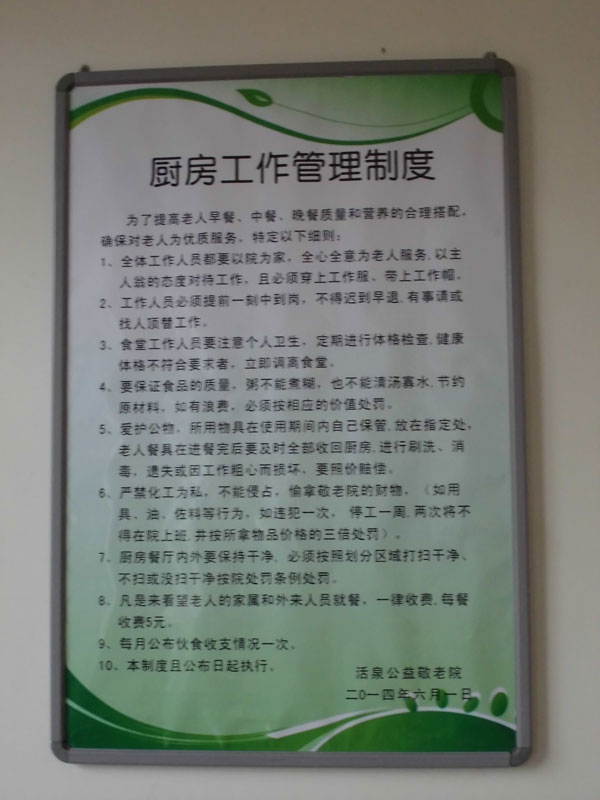 厨房工作管理制度
为了提高老人早餐、中餐、晚餐质量和营养的合理搭配,
确保对老人为优质服务,特定以下细则:
1、全体工作人员都要以院为家,全心全意为老人服务,以主
人翁的态度对待工作,且必须穿上工作服、带上工作帽。
2、工作人员必须提前一刻中到岗,不得迟到早退,有事请或
找人顶替工作。
3、食堂工作人员要注意个人卫生,定期进行体格检查,健康
体格不符合要求者,立即调离食堂。
4、要保证食品的质量,粥不能煮糊,也不能清汤寡水,节约
原材料,如有浪费,必须按相应的价值处罚。
5、爱护公物,所用物具在使用期间内自己保管,放在指定处,
老人餐具在进餐完后要及时全部收回厨房,进行刷洗、消
毒,遗失或因工作粗心而损坏,要照价赔偿。
6、严禁化工为私,不能侵占,偷拿敬老院的财物,(如用
具、油、佐料等行为,如违犯一次,停工一周,两次将不
得在院上班,并按所拿物品价格的三倍处罚)。
7、厨房餐厅内外要保持干净,必须按照划分区域打扫干净、
不扫或没扫干净按院处罚条例处罚。
8、凡是来看望老人的家属和外来人员就餐,一律收费,每餐
收费5元。
9、每月公布伙食收支情况一次。
10、本制度且公布日起执行。
活泉公益敬老院
二0一四年六月一日